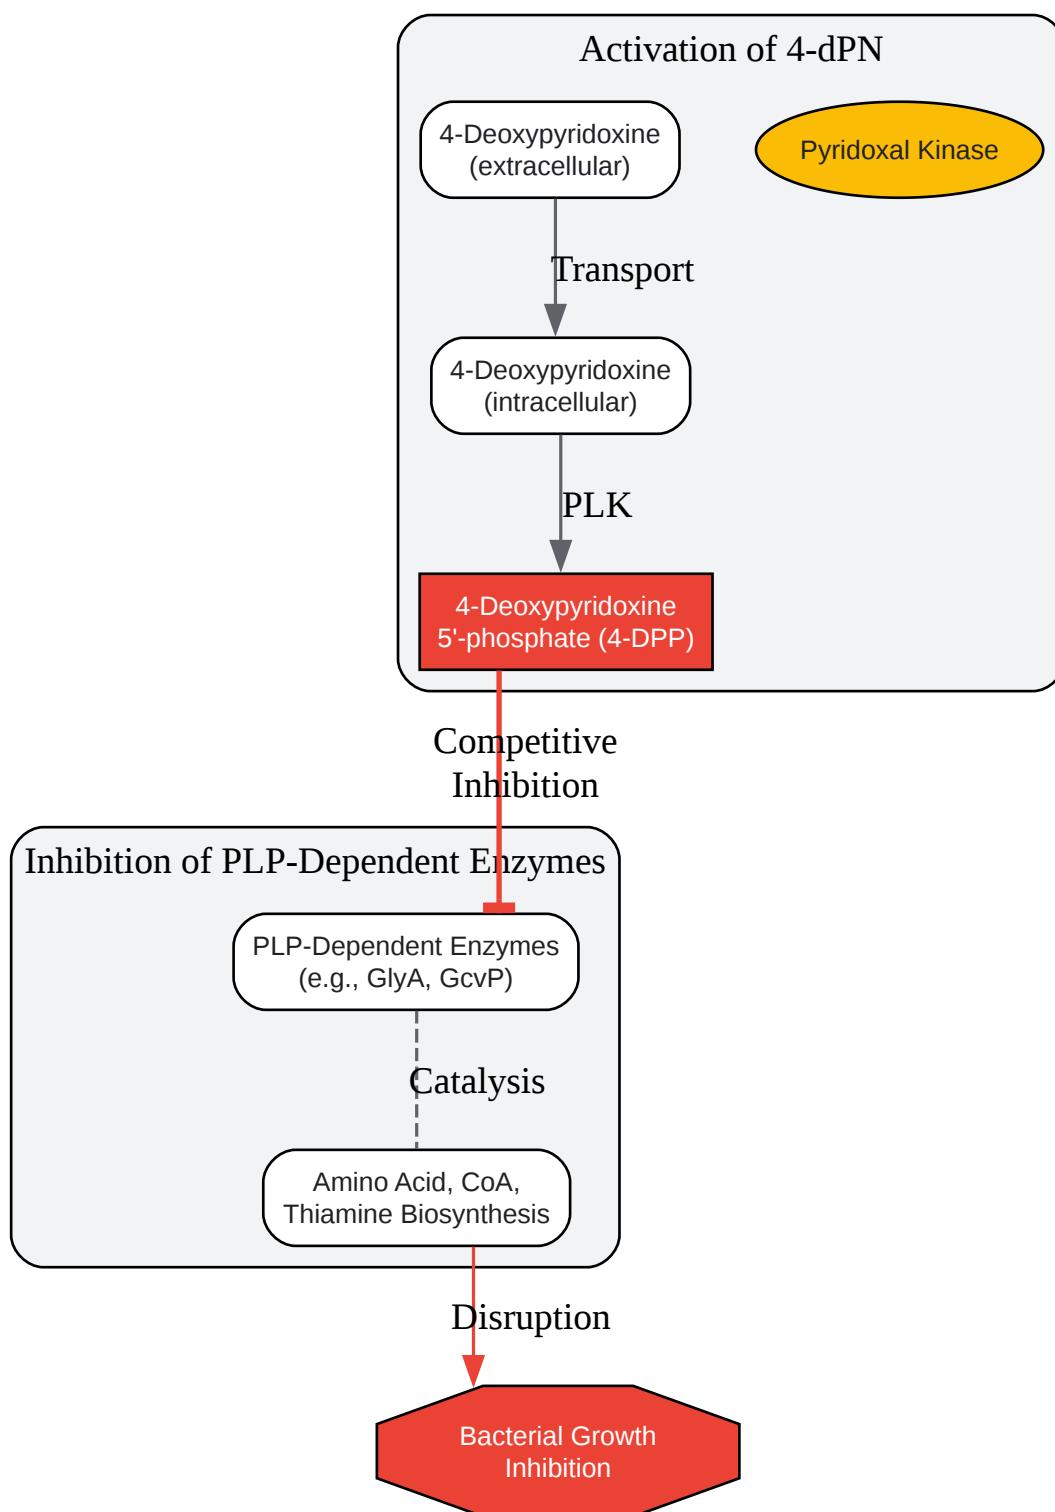 Activation of 4-dPN
4-Deoxypyridoxine
(extracellular)
Pyridoxal Kinase
Transport
4-Deoxypyridoxine
(intracellular)
PLK
4-Deoxypyridoxine
5'-phosphate (4-DPP)
Competitive
Inhibition
Inhibition of PLP-Dependent Enzymes
PLP-Dependent Enzymes
(e.g., GlyA, GcvP)
Catalysis
Amino Acid, CoA,
Thiamine Biosynthesis
Disruption
Bacterial Growth
Inhibition